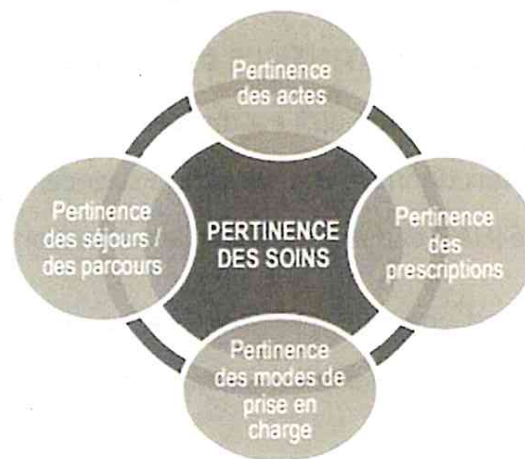 Pertinence
des actes
Pertinence
des séjours /
des parcours
PERTINENCE
DES SOINS
Pertinence
des
prescriptions
Pertinence
des modes de
prise en
charge